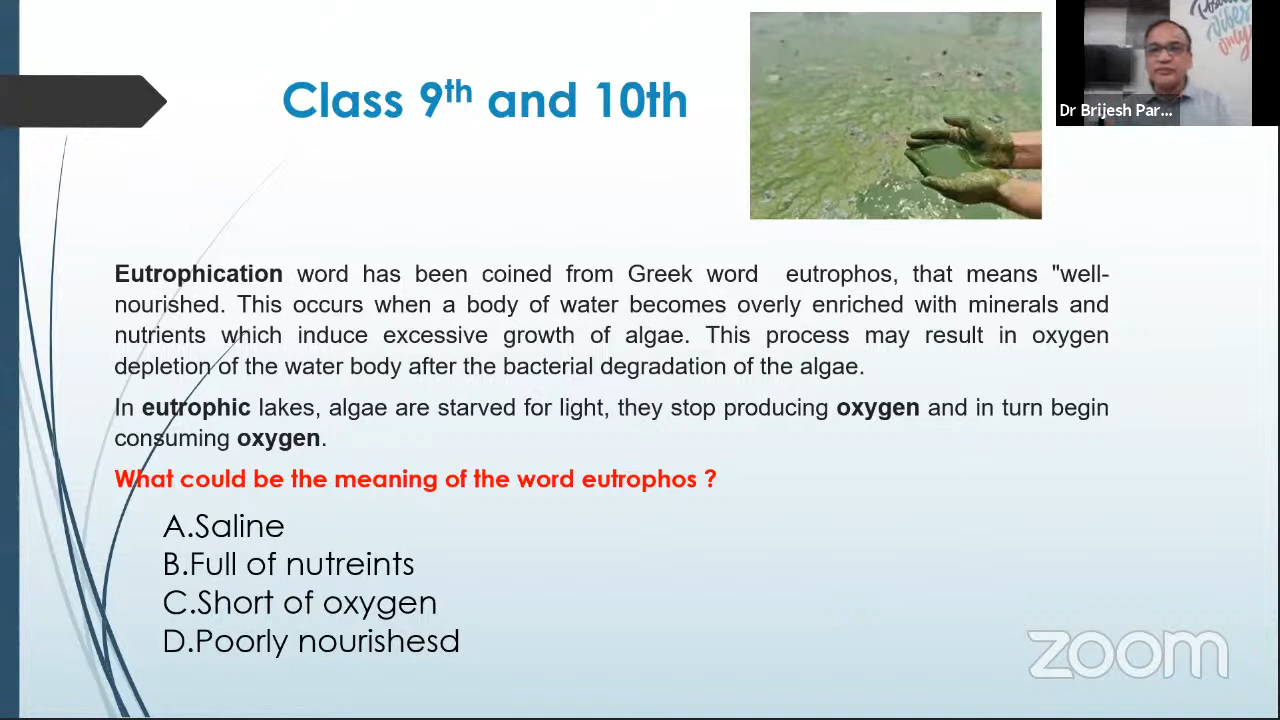 Class 9th and 10th
Positive
vibes
only
Dr Brijesh Par...
Eutrophication word has been coined from Greek word eutrophos, that means "well-
nourished. This occurs when a body of water becomes overly enriched with minerals and
nutrients which induce excessive growth of algae. This process may result in oxygen
depletion of the water body after the bacterial degradation of the algae.
In eutrophic lakes, algae are starved for light, they stop producing oxygen and in turn begin
consuming oxygen.
What could be the meaning of the word eutrophos ?
A.Saline
B.Full of nutreints
C.Short of oxygen
D.Poorly nourishesd
zoom